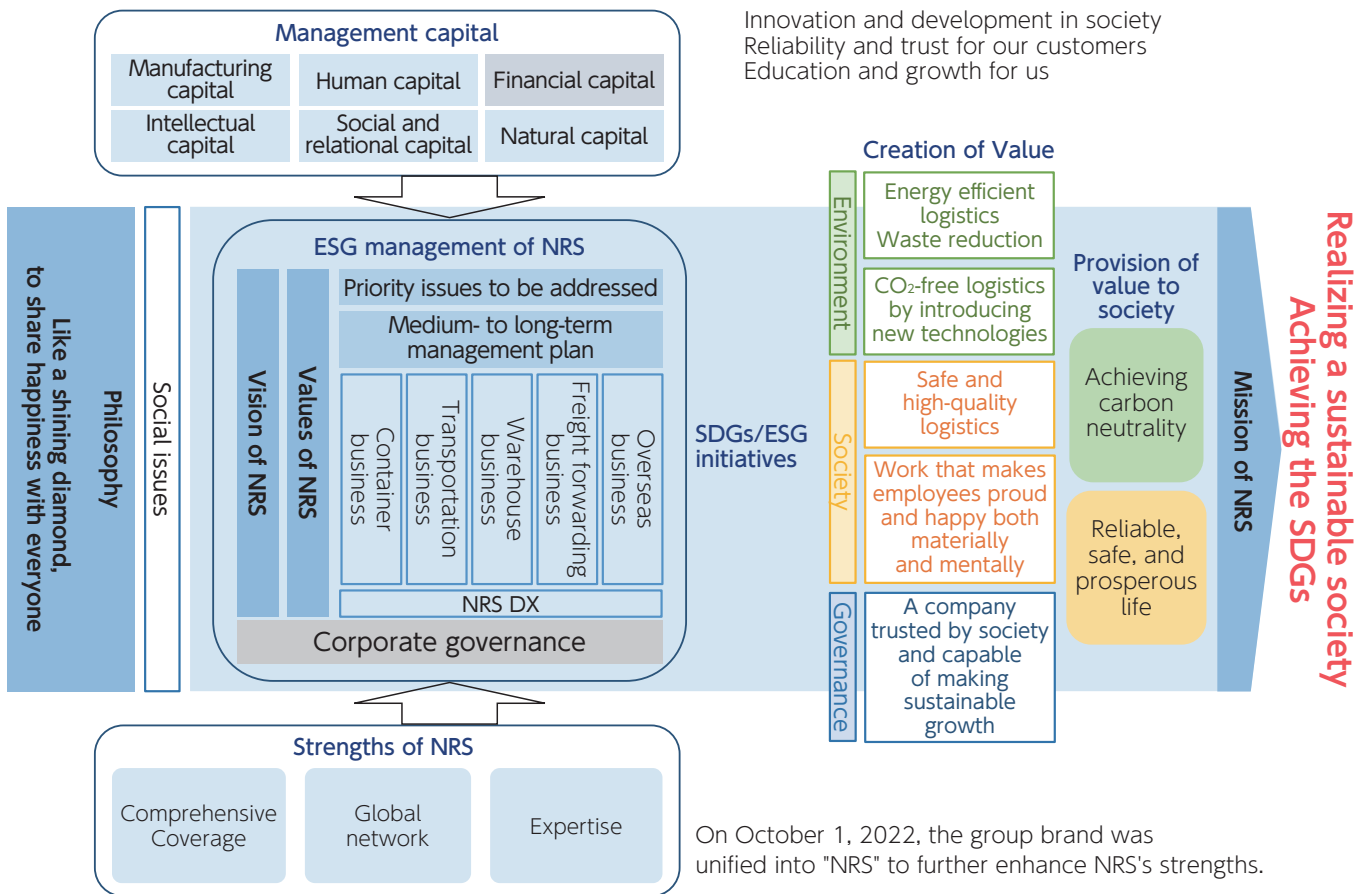 Management capital
Manufacturing
capital
Human capital
Financial capital
Intellectual
capital
Social and
relational capital
Natural capital
Innovation and development in society
Reliability and trust for our customers
Education and growth for us
Like a shining diamond,
to share happiness with everyone
Philosophy
Social issues
ESG management of NRS
Vision of NRS
Values of NRS
Priority issues to be addressed
Medium- to long-term
management plan
Container
business
Transportation
business
Warehouse
business
Freight forwarding
business
Overseas
business
NRS DX
Corporate governance
SDGs/ESG
initiatives
Creation of Value
Environment
Energy efficient
logistics
Waste reduction
CO₂-free logistics
by introducing
new technologies
Society
Safe and
high-quality
logistics
Work that makes
employees proud
and happy both
materially
and mentally
Governance
A company
trusted by society
and capable
of making
sustainable
growth
Provision of
value to
society
Achieving
carbon
neutrality
Reliable,
safe, and
prosperous
life
Mission of NRS
Realizing a sustainable society
Achieving the SDGs
Strengths of NRS
Comprehensive
Coverage
Global
network
Expertise
On October 1, 2022, the group brand was
unified into "NRS" to further enhance NRS's strengths.